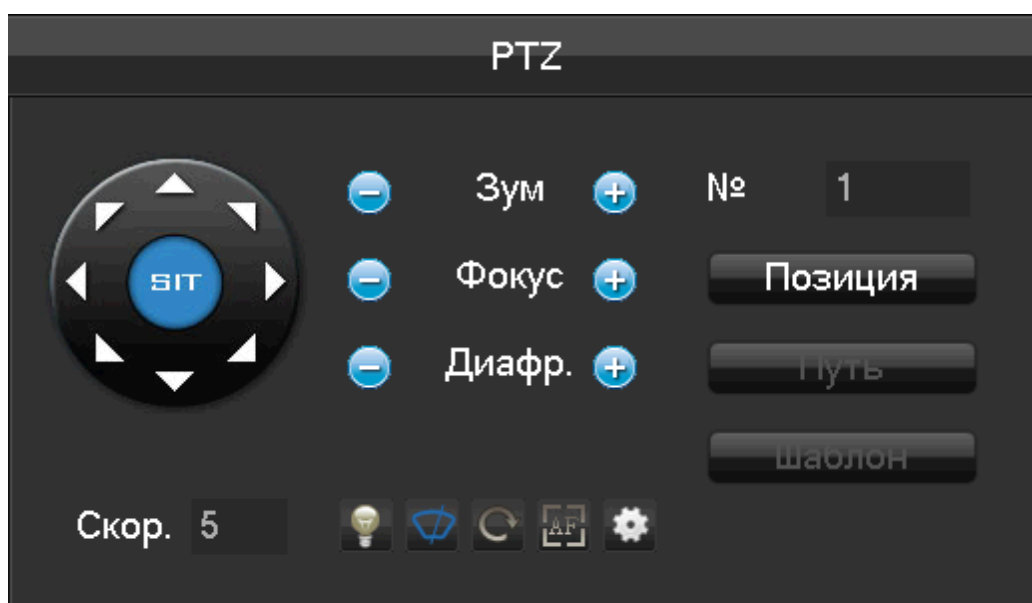 PTZ
Зум
№ 1
SIT
Фокус
Позиция
Диафр.
Путь
Шаблон
Скор. 5
AF